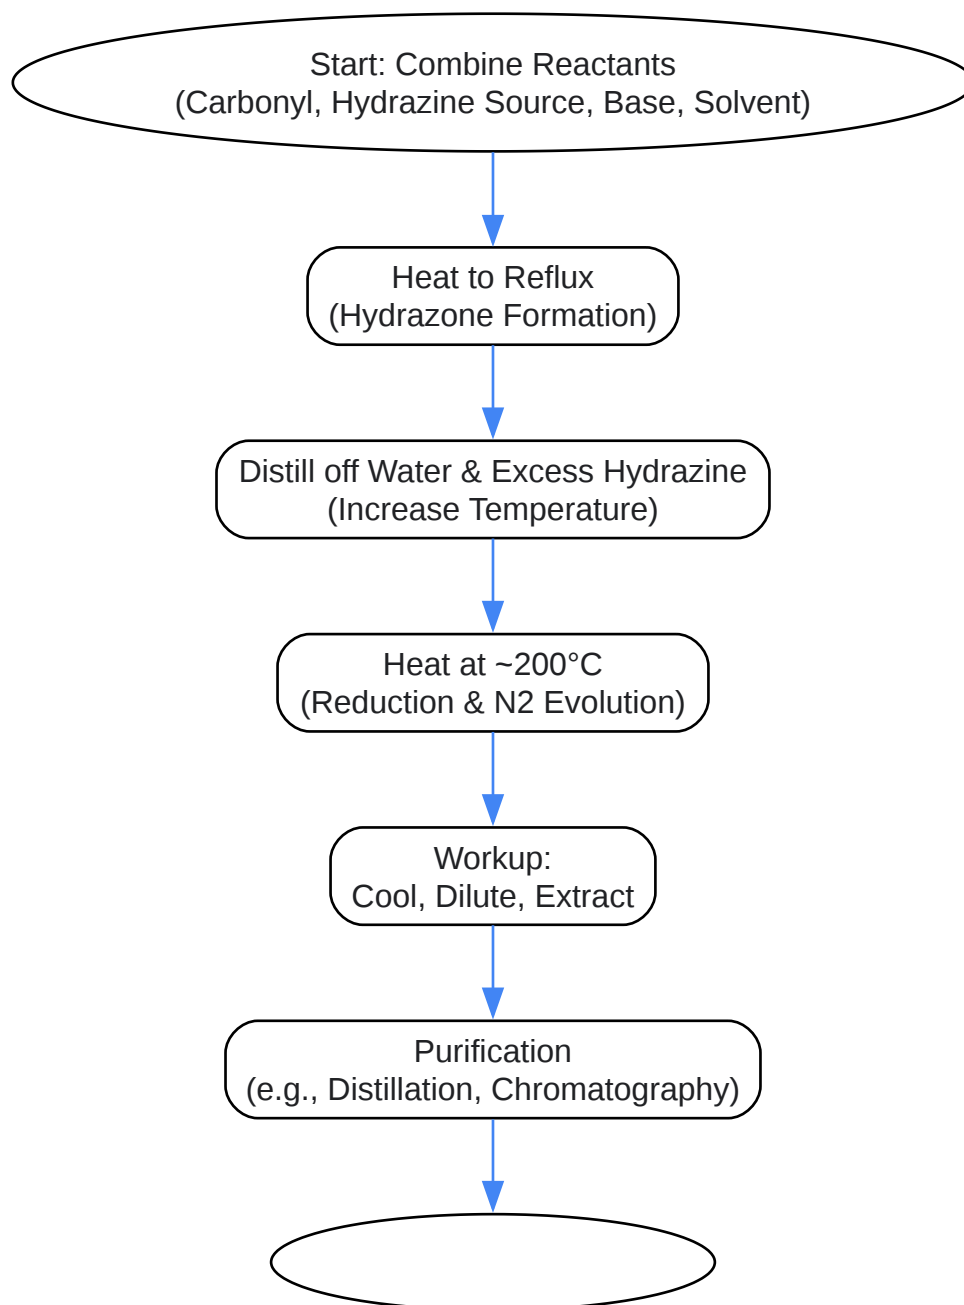 Start: Combine Reactants
(Carbonyl, Hydrazine Source, Base, Solvent)
Heat to Reflux
(Hydrazone Formation)
Distill off Water & Excess Hydrazine
(Increase Temperature)
Heat at ~200°C
(Reduction & N2 Evolution)
Workup:
Cool, Dilute, Extract
Purification
(e.g., Distillation, Chromatography)